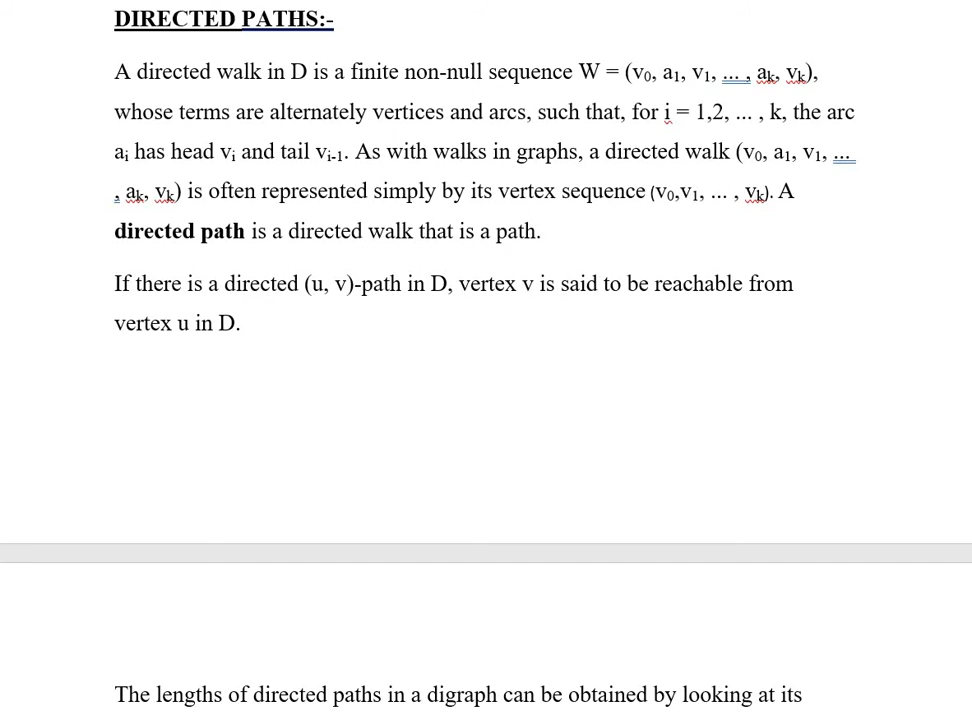 DIRECTED PATHS:-
A directed walk in D is a finite non-null sequence W = (v₀, a₁, v₁, ... , aₖ, vₖ),
whose terms are alternately vertices and arcs, such that, for i = 1,2, ... , k, the arc
aᵢ has head vᵢ and tail vᵢ₋₁. As with walks in graphs, a directed walk (v₀, a₁, v₁, ...
, aₖ, vₖ) is often represented simply by its vertex sequence (v₀,v₁, ... , vₖ). A
directed path is a directed walk that is a path.
If there is a directed (u, v)-path in D, vertex v is said to be reachable from
vertex u in D.
The lengths of directed paths in a digraph can be obtained by looking at its